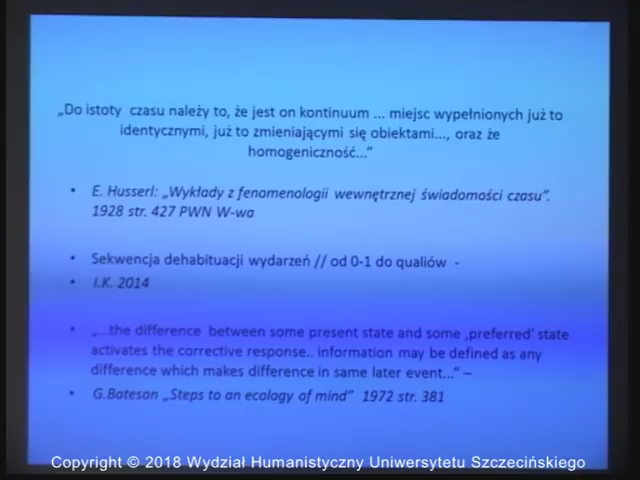 „Do istoty czasu należy to, że jest on kontinuum ... miejsc wypełnionych już to
identycznymi, już to zmieniającymi się obiektami..., oraz że
homogeniczność...”
• E. Husserl: „Wykłady z fenomenologii wewnętrznej świadomości czasu”.
1928 str. 427 PWN W-wa
• Sekwencja dehabituacji wydarzeń // od 0-1 do qualiów -
• I.K. 2014
• „...the difference between some present state and some ‚preferred’ state
activates the corrective response.. information may be defined as any
difference which makes difference in same later event...” –
• G.Bateson „Steps to an ecology of mind” 1972 str. 381
Copyright © 2018 Wydział Humanistyczny Uniwersytetu Szczecińskiego